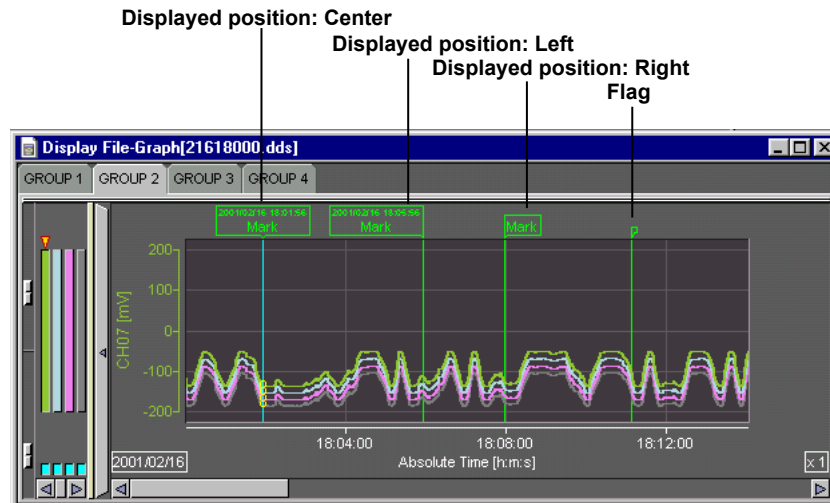 Displayed position: Center
Displayed position: Left
Displayed position: Right
Flag
Display File-Graph[21618000.dds]
GROUP 1 GROUP 2 GROUP 3 GROUP 4
2001/02/16 18:01:56 2001/02/16 18:05:56
Mark Mark Mark
200
100
0
-100
-200
CH07 [mV]
18:04:00 18:08:00 18:12:00
2001/02/16 Absolute Time [h:m:s] x 1